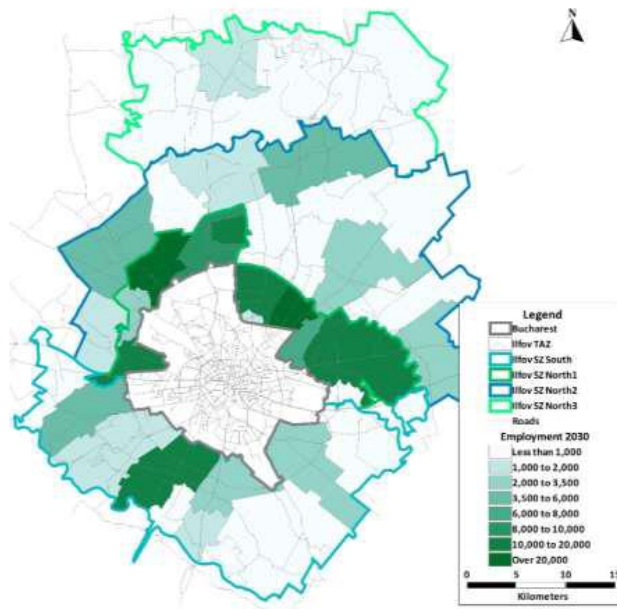 N
Legend
Bucharest
Ilfov TAZ
Ilfov SZ South
Ilfov SZ North1
Ilfov SZ North2
Ilfov SZ North3
Roads
Employment 2030
Less than 1,000
1,000 to 2,000
2,000 to 3,500
3,500 to 6,000
6,000 to 8,000
8,000 to 10,000
10,000 to 20,000
Over 20,000
0 5 10 15
Kilometers